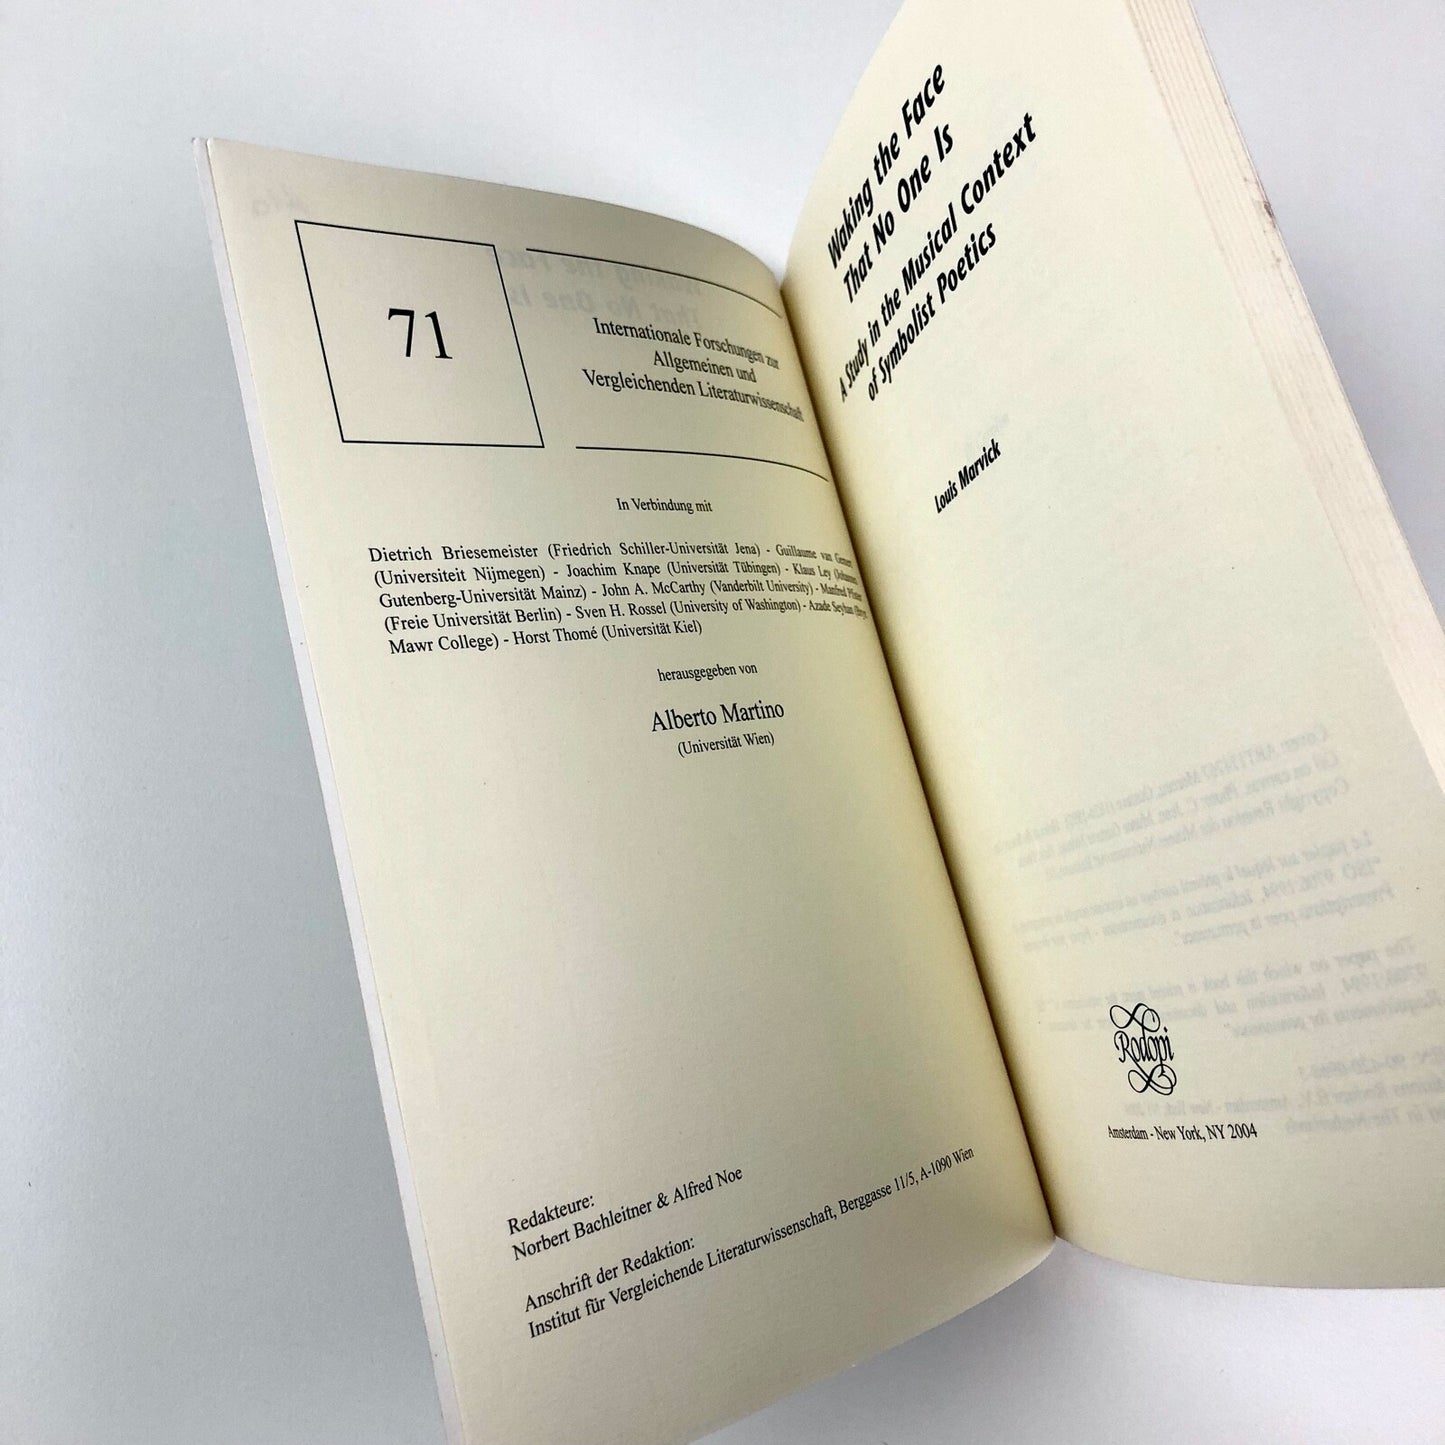 71
Internationale Forschungen zur
Allgemeinen und
Vergleichenden Literaturwissenschaft
In Verbindung mit
Dietrich Briesemeister (Friedrich Schiller-Universität Jena) - Guillaume van Gemert
(Universiteit Nijmegen) - Joachim Knape (Universität Tübingen) - Klaus Ley (Johannes
Gutenberg-Universität Mainz) - John A. McCarthy (Vanderbilt University) - Manfred Pfister
(Freie Universität Berlin) - Sven H. Rossel (University of Washington) - Azade Seyhan (Bryn
Mawr College) - Horst Thomé (Universität Kiel)
herausgegeben von
Alberto Martino
(Universität Wien)
Redakteure:
Norbert Bachleitner & Alfred Noe
Anschrift der Redaktion:
Institut für Vergleichende Literaturwissenschaft, Berggasse 11/5, A-1090 Wien
Waking the Face
That No One Is
A Study in the Musical Context
of Symbolist Poetics
Louis Marvick
Rodopi
Amsterdam - New York, NY 2004